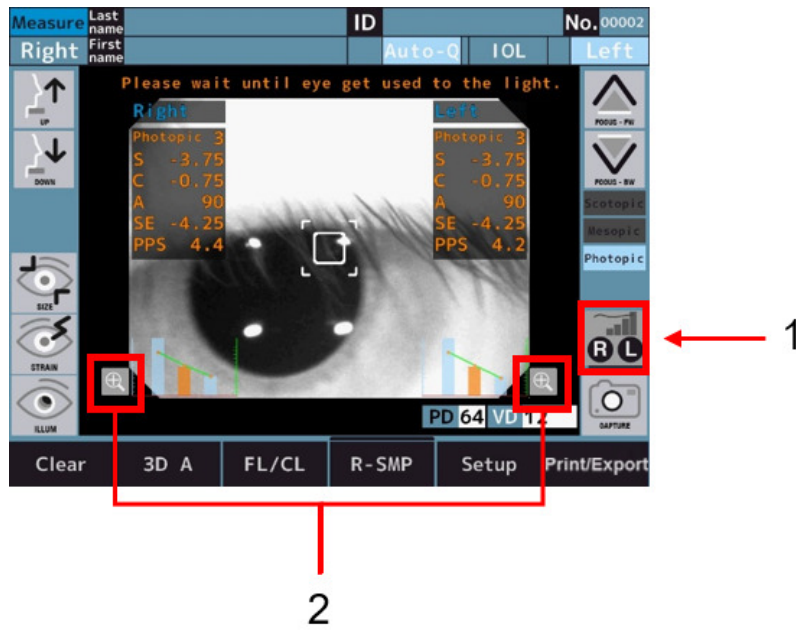 Measure Last name ID No. 00002
Right First name Auto-Q IOL Left
Please wait until eye get used to the light.
UP
DOWN
SIZE
STRAIN
ILLUM
Right
Photopic 3
S -3.75
C -0.75
A 90
SE -4.25
PPS 4.4
Left
Photopic 3
S -3.75
C -0.75
A 90
SE -4.25
PPS 4.2
FOCUS - FW
FOCUS - BW
Scotopic
Mesopic
Photopic
R L
CAPTURE
1
PD 64 VD 12
Clear 3D A FL/CL R-SMP Setup Print/Export
2